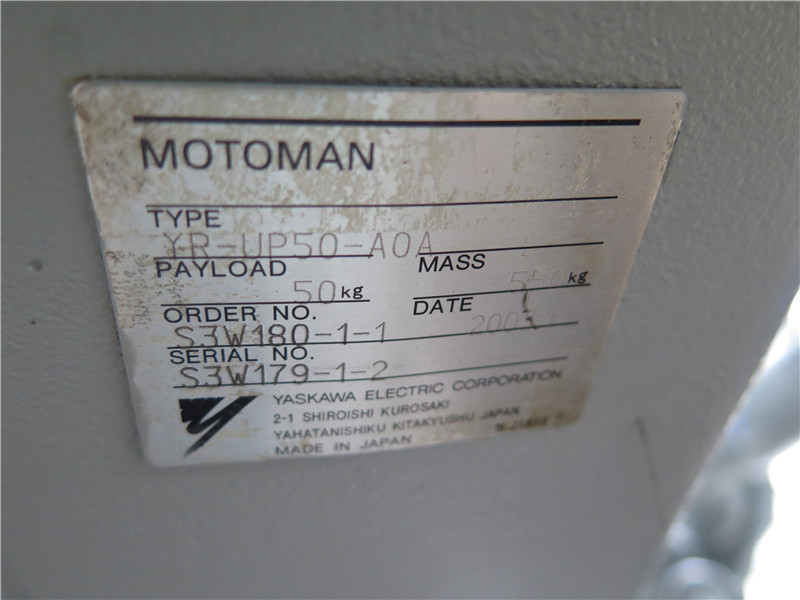 MOTOMAN
TYPE
YR-UP50-A0A
PAYLOAD 50kg
MASS kg
ORDER NO.
S3W180-1-1
DATE
SERIAL NO.
S3W179-1-2
YASKAWA ELECTRIC CORPORATION
2-1 SHIROISHI KUROSAKI
YAHATANISHIKU KITAKYUSHU JAPAN
MADE IN JAPAN